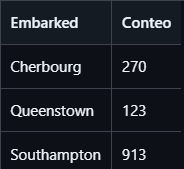 Embarked Conteo
Cherbourg 270
Queenstown 123
Southampton 913